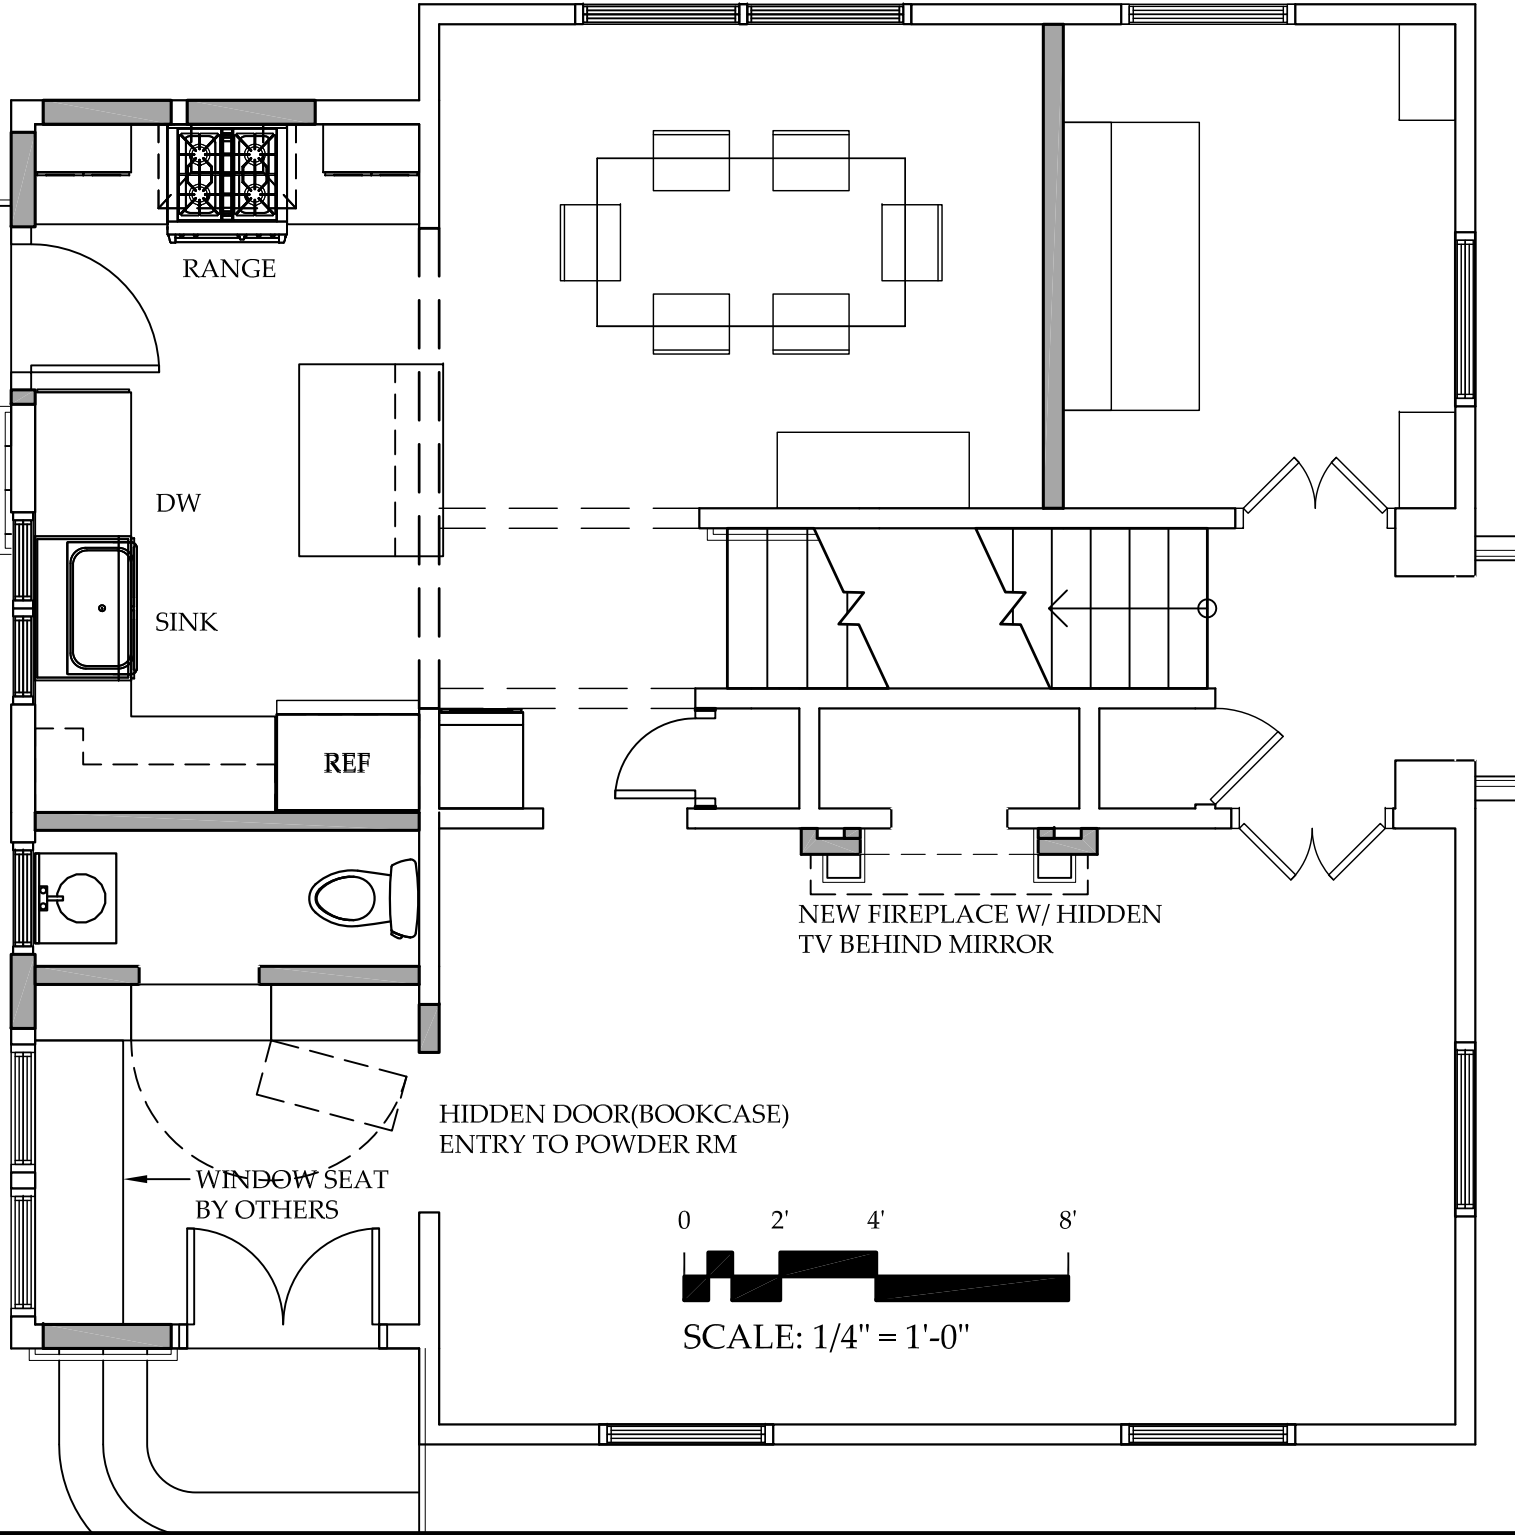 RANGE
DW
SINK
REF
NEW FIREPLACE W/ HIDDEN
TV BEHIND MIRROR
HIDDEN DOOR(BOOKCASE)
ENTRY TO POWDER RM
WINDOW SEAT
BY OTHERS
0 2' 4' 8'
SCALE: 1/4" = 1'-0"